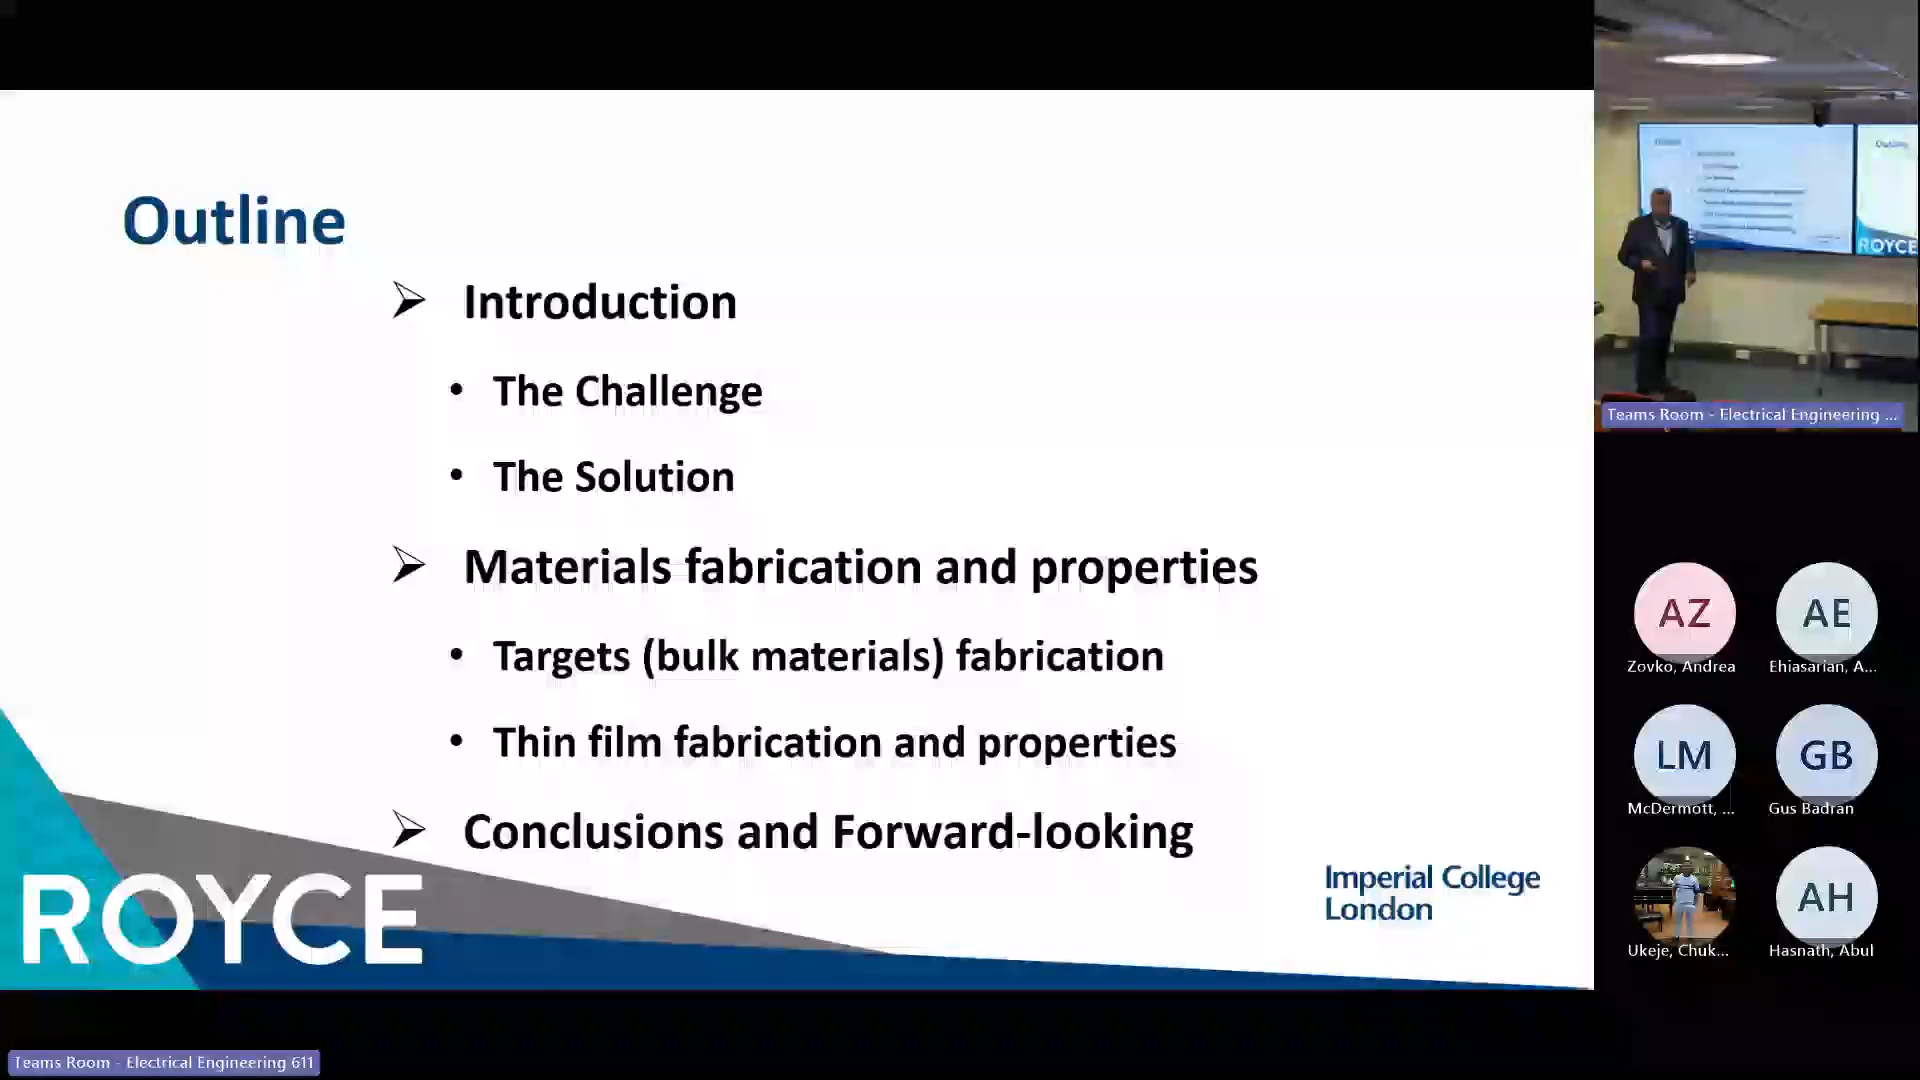 Outline
Introduction
The Challenge
The Solution
Materials fabrication and properties
Targets (bulk materials) fabrication
Thin film fabrication and properties
Conclusions and Forward-looking
ROYCE
Imperial College
London
Teams Room - Electrical Engineering 611
Outline
ROYCE
Teams Room - Electrical Engineering ...
AZ
Zovko, Andrea
AE
Ehiasarian, A...
LM
McDermott, ...
GB
Gus Badran
Ukeje, Chuk...
AH
Hasnath, Abul